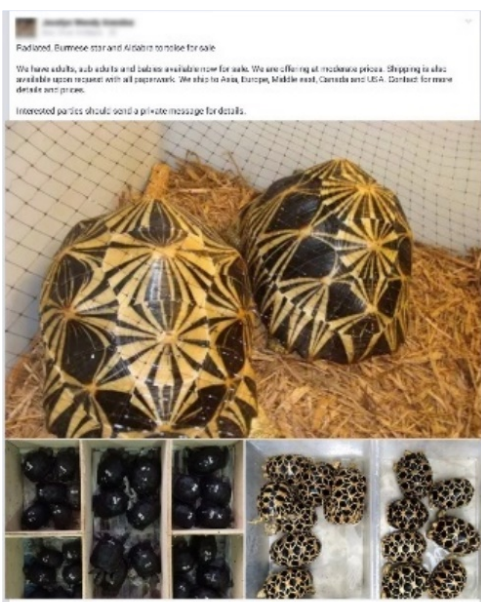 Radiated, Burmese star and Aldabra tortoise for sale
We have adults, sub adults and babies available now for sale. We are offering at moderate prices. Shipping is also
available upon request with all paperwork. We ship to Asia, Europe, Middle east, Canada and USA. Contact for more
details and prices.
Interested parties should send a private message for details.